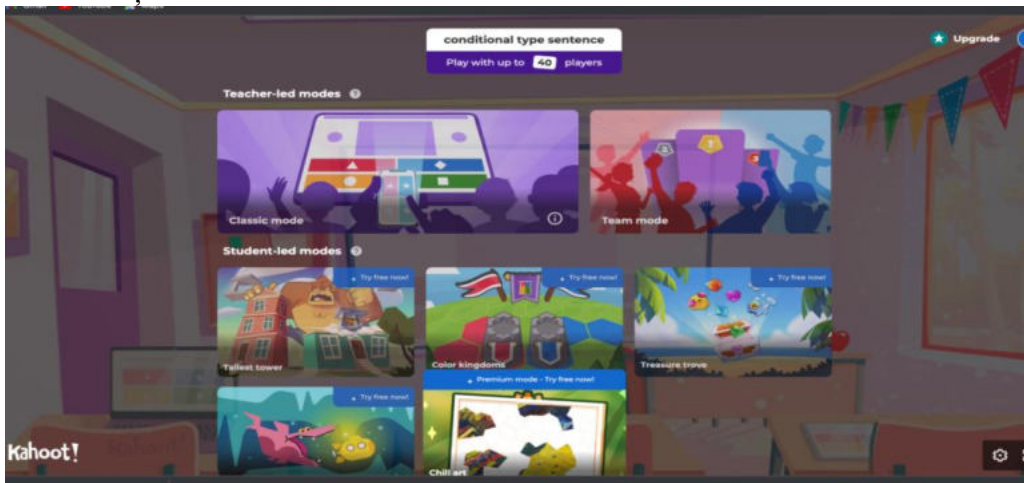 conditional type sentence
Play with up to 40 players
Upgrade
Teacher-led modes
Classic mode
Team mode
Student-led modes
Try free now!
Try free now!
Try free now!
Tallest tower
Color kingdoms
Treasure trove
Try free now!
Premium mode - Try free now!
Chill art
Kahoot!